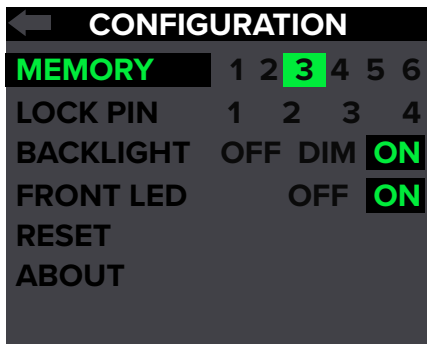 CONFIGURATION
MEMORY 1 2 3 4 5 6
LOCK PIN 1 2 3 4
BACKLIGHT OFF DIM ON
FRONT LED OFF ON
RESET
ABOUT